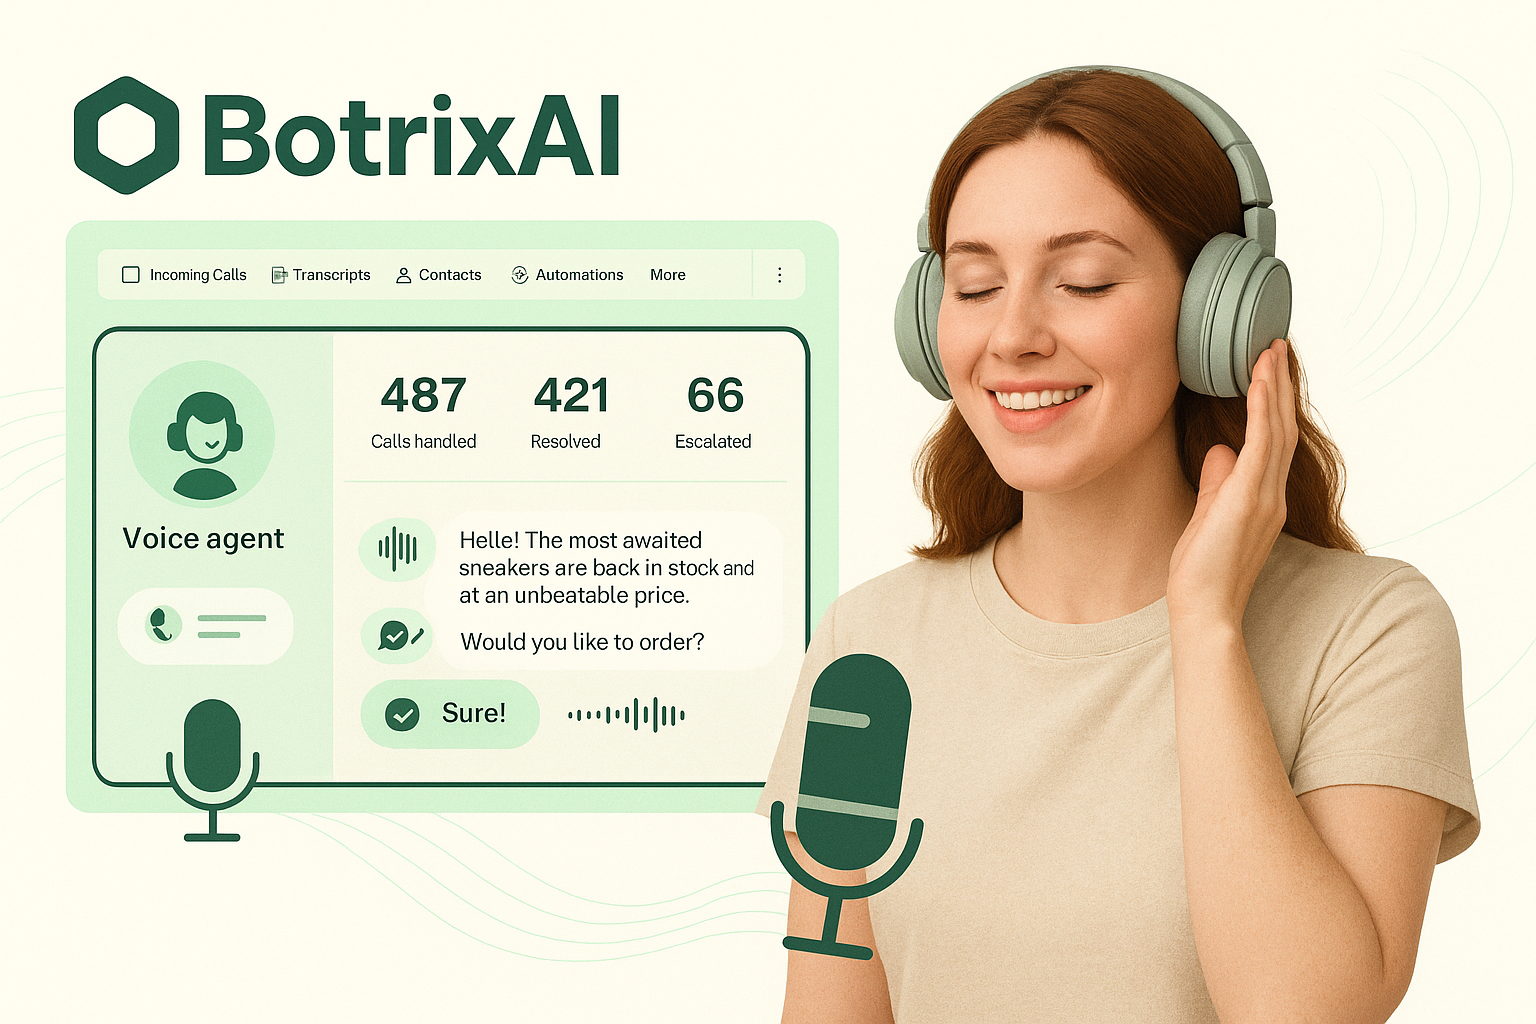 BotrixAI
Incoming Calls Transcripts Contacts Automations More
487 421 66
Calls handled Resolved Escalated
Voice agent
Helle! The most awaited
sneakers are back in stock and
at an unbeatable price.
Would you like to order?
Sure!